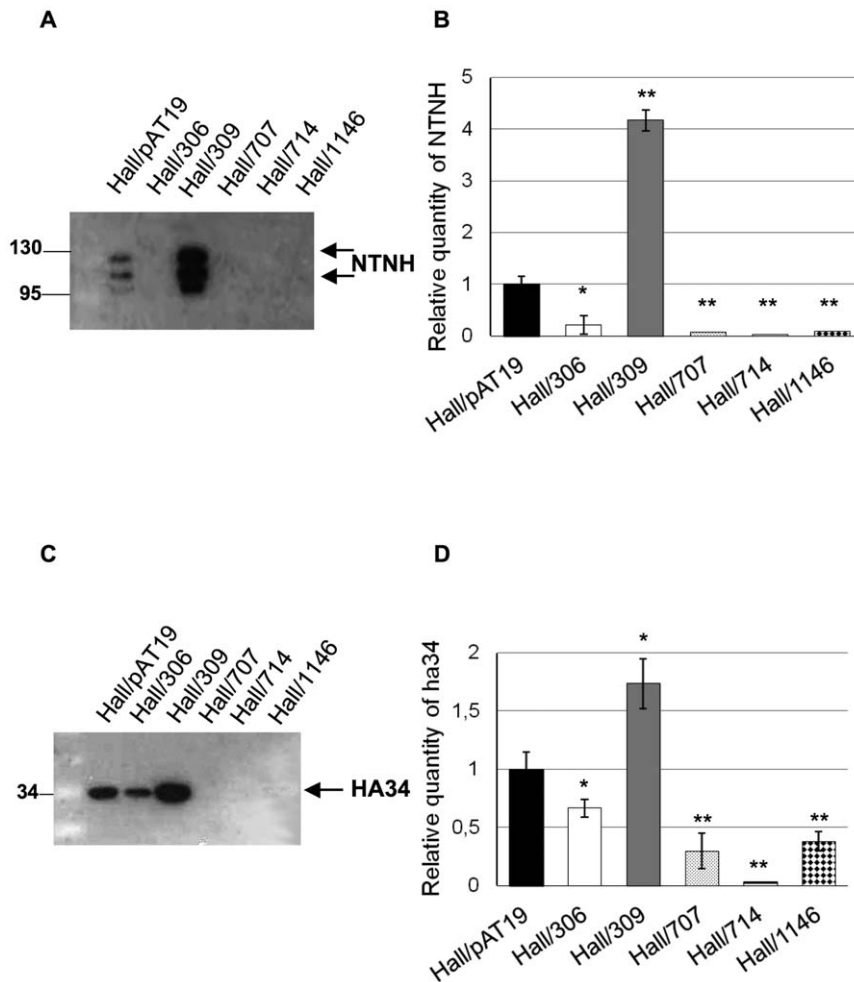 A
Hall/pAT19
Hall/306
Hall/309
Hall/707
Hall/714
Hall/1146
130
95
NTNH
B
Relative quantity of NTNH
5
4
3
2
1
0
*
**
**
**
**
Hall/pAT19
Hall/306
Hall/309
Hall/707
Hall/714
Hall/1146
C
Hall/pAT19
Hall/306
Hall/309
Hall/707
Hall/714
Hall/1146
34
HA34
D
Relative quantity of ha34
2
1,5
1
0,5
0
*
*
**
**
**
Hall/pAT19
Hall/306
Hall/309
Hall/707
Hall/714
Hall/1146